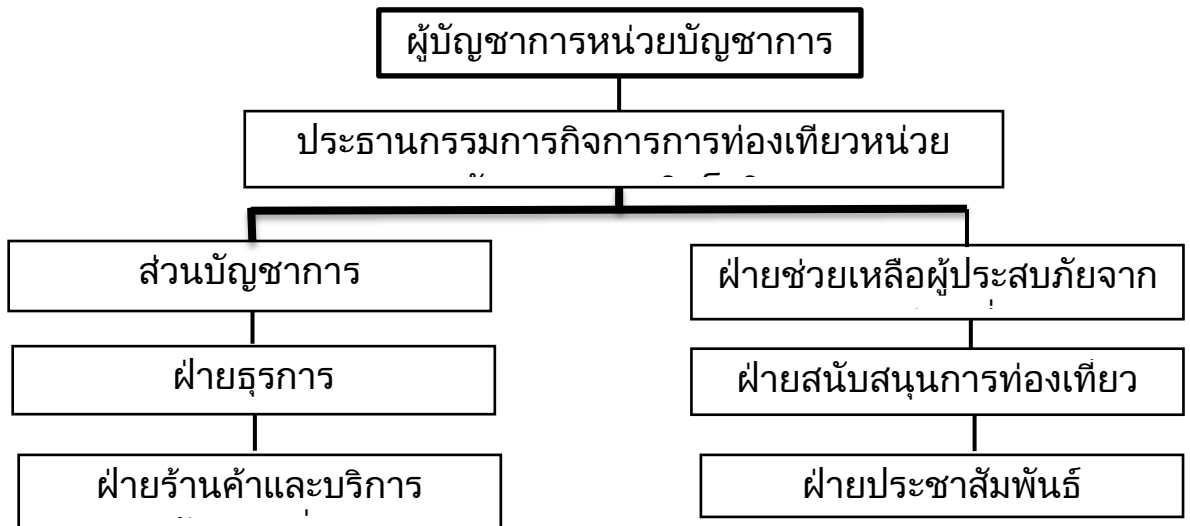 ผู้บัญชาการหน่วยบัญชาการ
ประธานกรรมการกิจการการท่องเที่ยวหน่วย
ส่วนบัญชาการ
ฝ่ายช่วยเหลือผู้ประสบภัยจาก
ฝ่ายธุรการ
ฝ่ายสนับสนุนการท่องเที่ยว
ฝ่ายร้านค้าและบริการ
ฝ่ายประชาสัมพันธ์